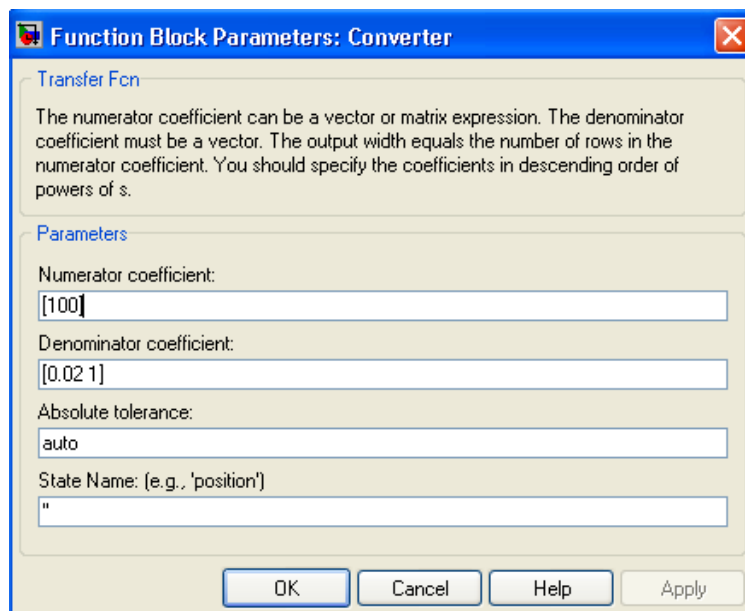 Function Block Parameters: Converter
Transfer Fcn
The numerator coefficient can be a vector or matrix expression. The denominator
coefficient must be a vector. The output width equals the number of rows in the
numerator coefficient. You should specify the coefficients in descending order of
powers of s.
Parameters
Numerator coefficient:
[100]
Denominator coefficient:
[0.02 1]
Absolute tolerance:
auto
State Name: (e.g., 'position')
''
OK Cancel Help Apply